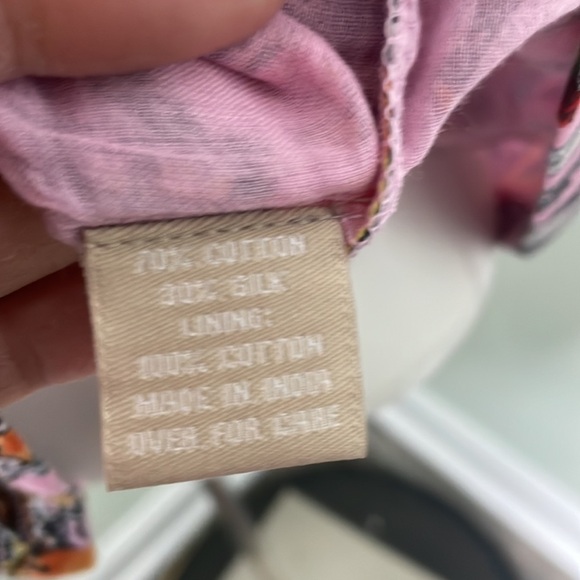 70% COTTON
30% SILK
LINING:
100% COTTON
MADE IN INDIA
OVER FOR CARE